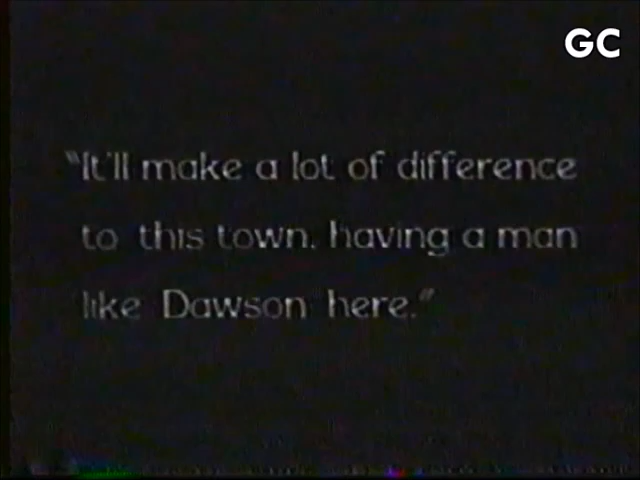 GC
"It'll make a lot of difference
to this town, having a man
like Dawson here."